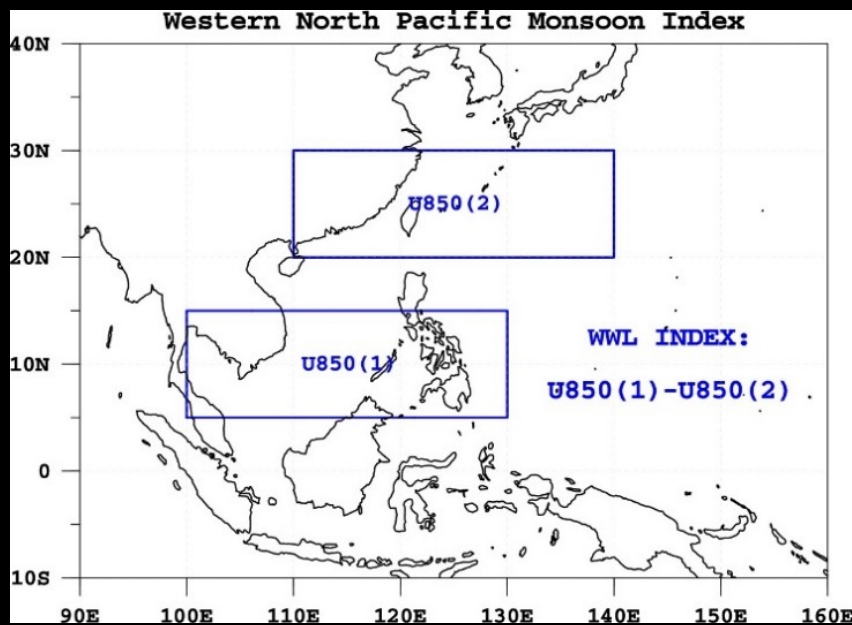 Western North Pacific Monsoon Index
40N
30N
U850(2)
20N
WWL INDEX:
10N
U850(1)
U850(1)-U850(2)
0
10S
90E 100E 110E 120E 130E 140E 150E 160E